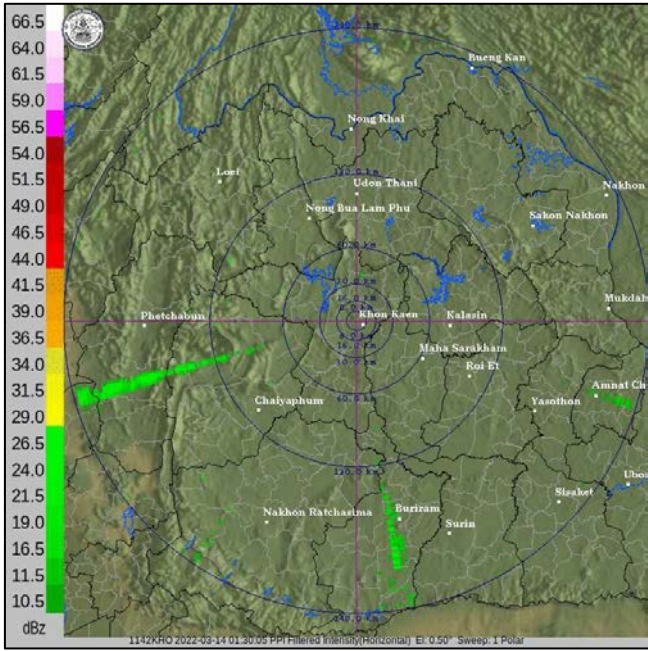 66.5
64.0
61.5
59.0
56.5
54.0
51.5
49.0
46.5
44.0
41.5
39.0
36.5
34.0
31.5
29.0
26.5
24.0
21.5
19.0
16.5
11.5
10.5
dBz
Bueng Kan
Nong Khai
Loei
Udon Thani
Nakhon
Nong Bua Lam Phu
Sakon Nakhon
Mukdah
Phetchabun
Khon Kaen
Kalasin
Maha Sarakham
Roi Et
Amnat Ch
Chaiyaphum
Yasothon
120.0 km
Ubo
Sisaket
Nakhon Ratchasima
Buriram
Surin
1142KHO 2022-03-14 01:30:05 PPI Filtered Intensity(Horizontal) El: 0.50° Sweep: 1 Polar